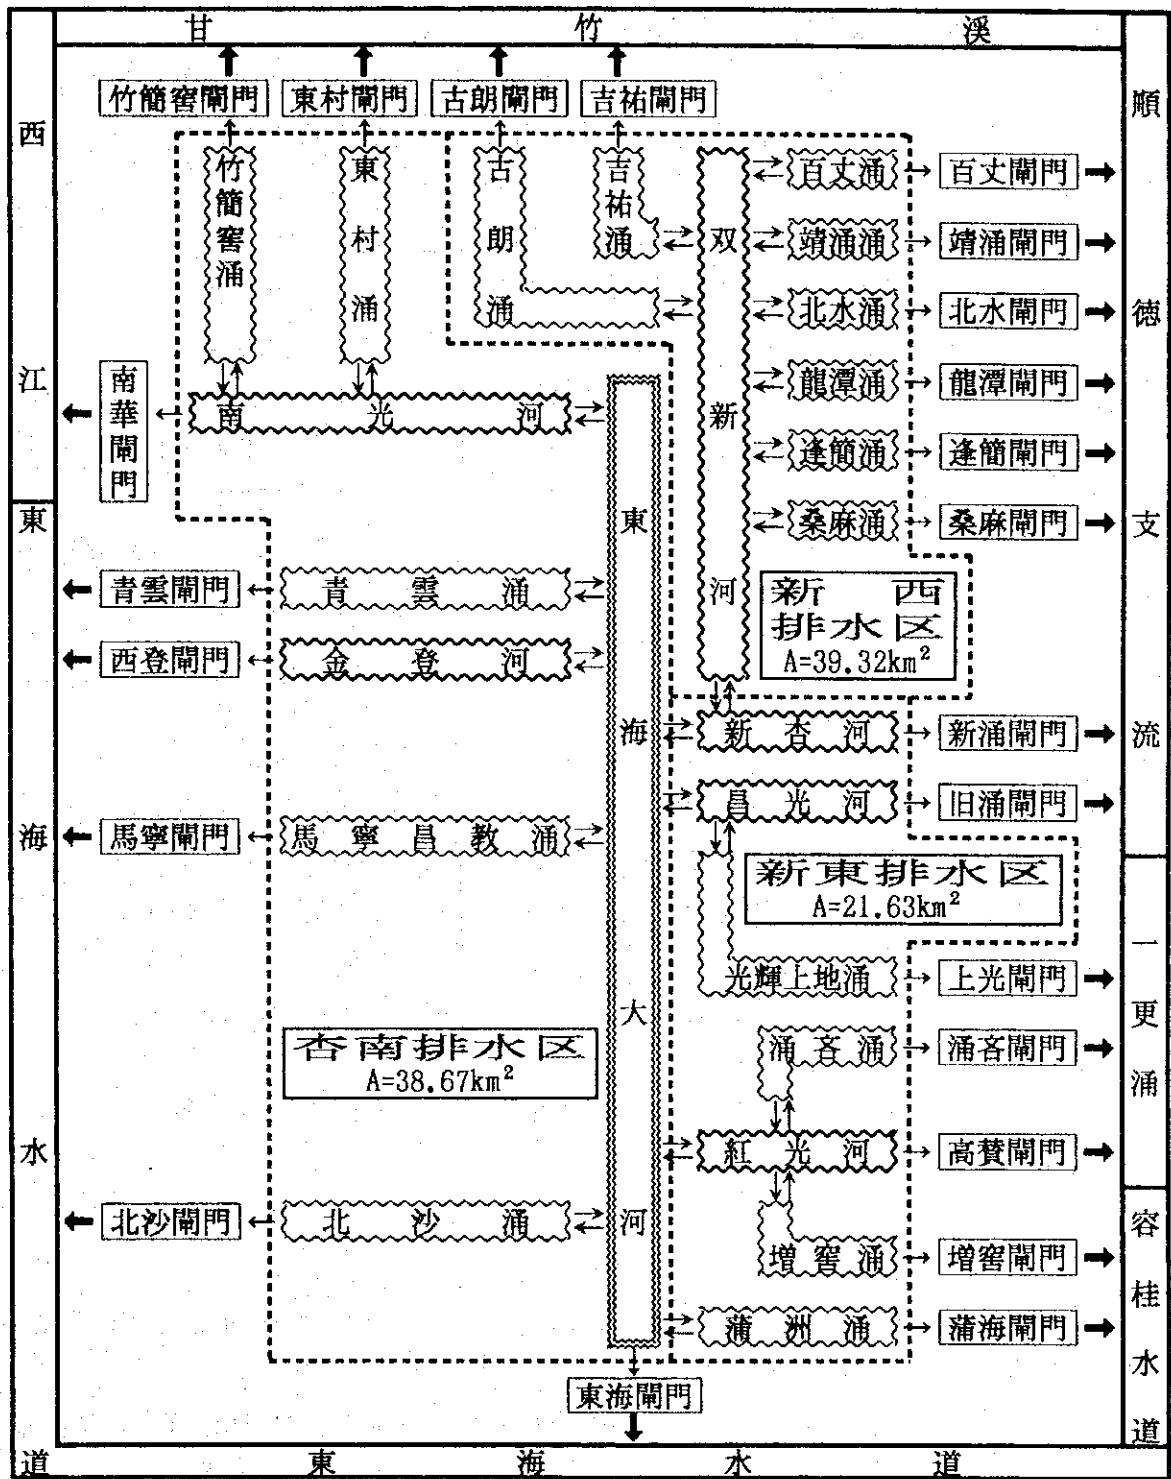 甘竹溪
西江
東海水道
順徳支流
一更涌
容桂水道
東海水道
竹簡窖閘門
東村閘門
古朗閘門
吉祐閘門
竹簡窖涌
東村涌
古朗涌
吉祐涌
双新河
百丈涌
百丈閘門
靖涌涌
靖涌閘門
北水涌
北水閘門
龍潭涌
龍潭閘門
逢簡涌
逢簡閘門
桑麻涌
桑麻閘門
南華閘門
南光河
東海大河
青雲閘門
青雲涌
西登閘門
金登河
新西
排水区
A=39.32km²
新杏河
新涌閘門
昌光河
旧涌閘門
馬寧閘門
馬寧昌教涌
新東排水区
A=21.63km²
光輝上地涌
上光閘門
杏南排水区
A=38.67km²
涌吝涌
涌吝閘門
紅光河
高賛閘門
北沙閘門
北沙涌
増窖涌
増窖閘門
蒲洲涌
蒲海閘門
東海閘門